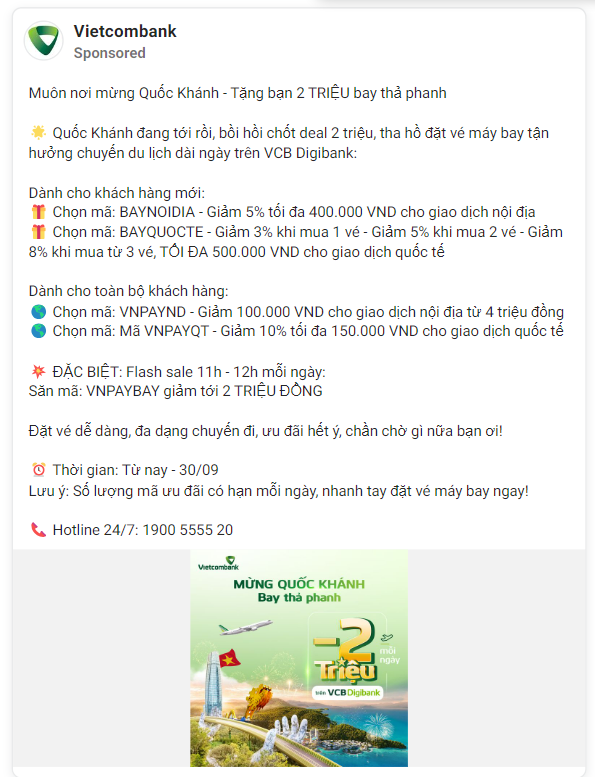 Vietcombank
Sponsored
Muôn nơi mừng Quốc Khánh - Tặng bạn 2 TRIỆU bay thả phanh
🌟 Quốc Khánh đang tới rồi, bồi hồi chốt deal 2 triệu, tha hồ đặt vé máy bay tận
hưởng chuyến du lịch dài ngày trên VCB Digibank:
Dành cho khách hàng mới:
🎁 Chọn mã: BAYNOIDIA - Giảm 5% tối đa 400.000 VND cho giao dịch nội địa
🎁 Chọn mã: BAYQUOCTE - Giảm 3% khi mua 1 vé - Giảm 5% khi mua 2 vé - Giảm
8% khi mua từ 3 vé, TỐI ĐA 500.000 VND cho giao dịch quốc tế
Dành cho toàn bộ khách hàng:
🌎 Chọn mã: VNPAYND - Giảm 100.000 VND cho giao dịch nội địa từ 4 triệu đồng
🌎 Chọn mã: Mã VNPAYQT - Giảm 10% tối đa 150.000 VND cho giao dịch quốc tế
💥 ĐẶC BIỆT: Flash sale 11h - 12h mỗi ngày:
Săn mã: VNPAYBAY giảm tới 2 TRIỆU ĐỒNG
Đặt vé dễ dàng, đa dạng chuyến đi, ưu đãi hết ý, chần chờ gì nữa bạn ơi!
⏰ Thời gian: Từ nay - 30/09
Lưu ý: Số lượng mã ưu đãi có hạn mỗi ngày, nhanh tay đặt vé máy bay ngay!
📞 Hotline 24/7: 1900 5555 20
Vietcombank
MỪNG QUỐC KHÁNH
Bay thả phanh
-2
Triệu
mỗi
ngày
trên VCB Digibank